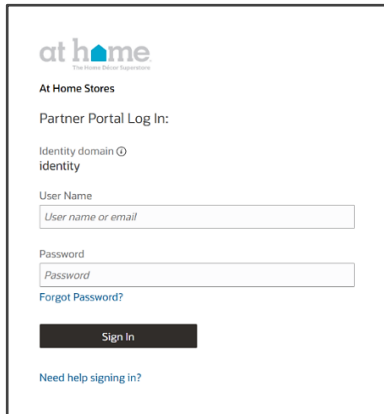 at home
The Home Décor Superstore
At Home Stores
Partner Portal Log In:
Identity domain
identity
User Name
User name or email
Password
Password
Forgot Password?
Sign In
Need help signing in?